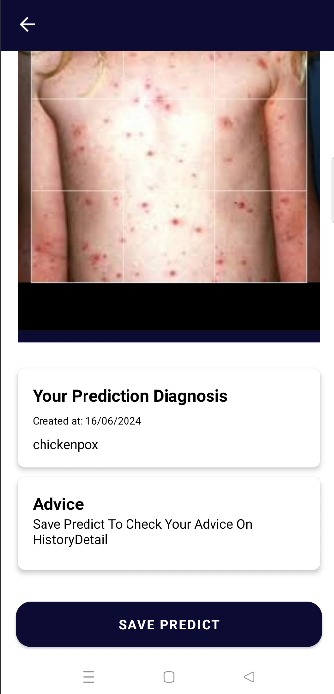 Your Prediction Diagnosis
Created at: 16/06/2024
chickenpox
Advice
Save Predict To Check Your Advice On
HistoryDetail
SAVE PREDICT